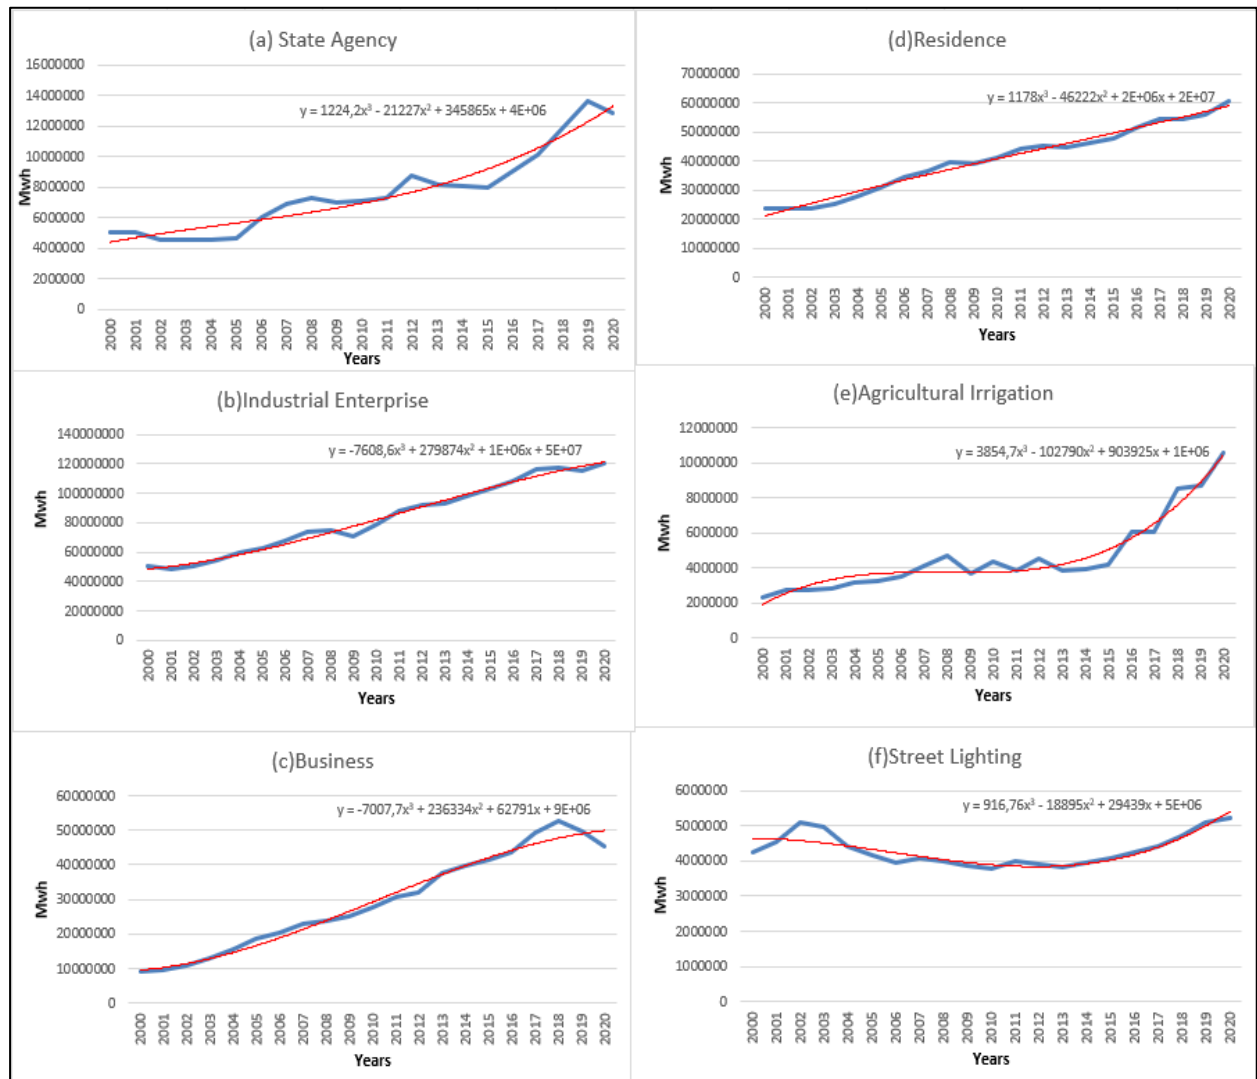 (a) State Agency
16000000
14000000
y = 1224,2x³ - 21227x² + 345865x + 4E+06
12000000
10000000
8000000
6000000
4000000
2000000
0
Mwh
2000 2001 2002 2003 2004 2005 2006 2007 2008 2009 2010 2011 2012 2013 2014 2015 2016 2017 2018 2019 2020
Years
(d)Residence
70000000
y = 1178x³ - 46222x² + 2E+06x + 2E+07
60000000
50000000
40000000
30000000
20000000
10000000
0
Mwh
2000 2001 2002 2003 2004 2005 2006 2007 2008 2009 2010 2011 2012 2013 2014 2015 2016 2017 2018 2019 2020
Years
(b)Industrial Enterprise
140000000
y = -7608,6x³ + 279874x² + 1E+06x + 5E+07
120000000
100000000
80000000
60000000
40000000
20000000
0
Mwh
2000 2001 2002 2003 2004 2005 2006 2007 2008 2009 2010 2011 2012 2013 2014 2015 2016 2017 2018 2019 2020
Years
(e)Agricultural Irrigation
12000000
y = 3854,7x³ - 102790x² + 903925x + 1E+06
10000000
8000000
6000000
4000000
2000000
0
Mwh
2000 2001 2002 2003 2004 2005 2006 2007 2008 2009 2010 2011 2012 2013 2014 2015 2016 2017 2018 2019 2020
Years
(c)Business
60000000
y = -7007,7x³ + 236334x² + 62791x + 9E+06
50000000
40000000
30000000
20000000
10000000
0
Mwh
2000 2001 2002 2003 2004 2005 2006 2007 2008 2009 2010 2011 2012 2013 2014 2015 2016 2017 2018 2019 2020
Years
(f)Street Lighting
6000000
y = 916,76x³ - 18895x² + 29439x + 5E+06
5000000
4000000
3000000
2000000
1000000
0
Mwh
2000 2001 2002 2003 2004 2005 2006 2007 2008 2009 2010 2011 2012 2013 2014 2015 2016 2017 2018 2019 2020
Years